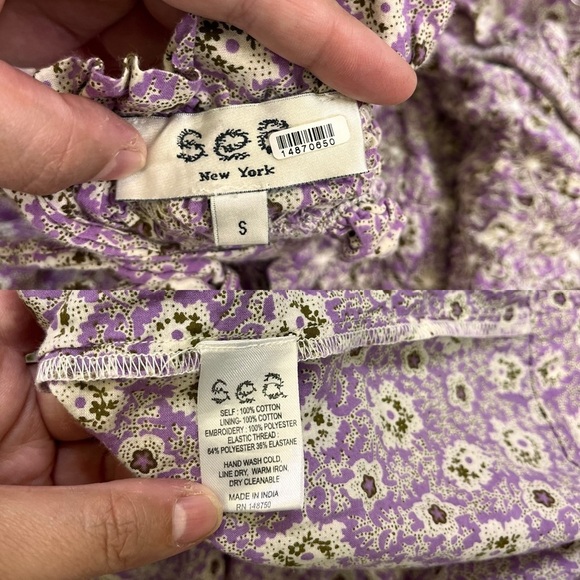 sea
14870650
New York
S
sea
SELF : 100% COTTON
LINING- 100% COTTON
EMBROIDERY : 100% POLYESTER
ELASTIC THREAD :
64% POLYESTER 36% ELASTANE
HAND WASH COLD,
LINE DRY, WARM IRON,
DRY CLEANABLE
MADE IN INDIA
RN 148750